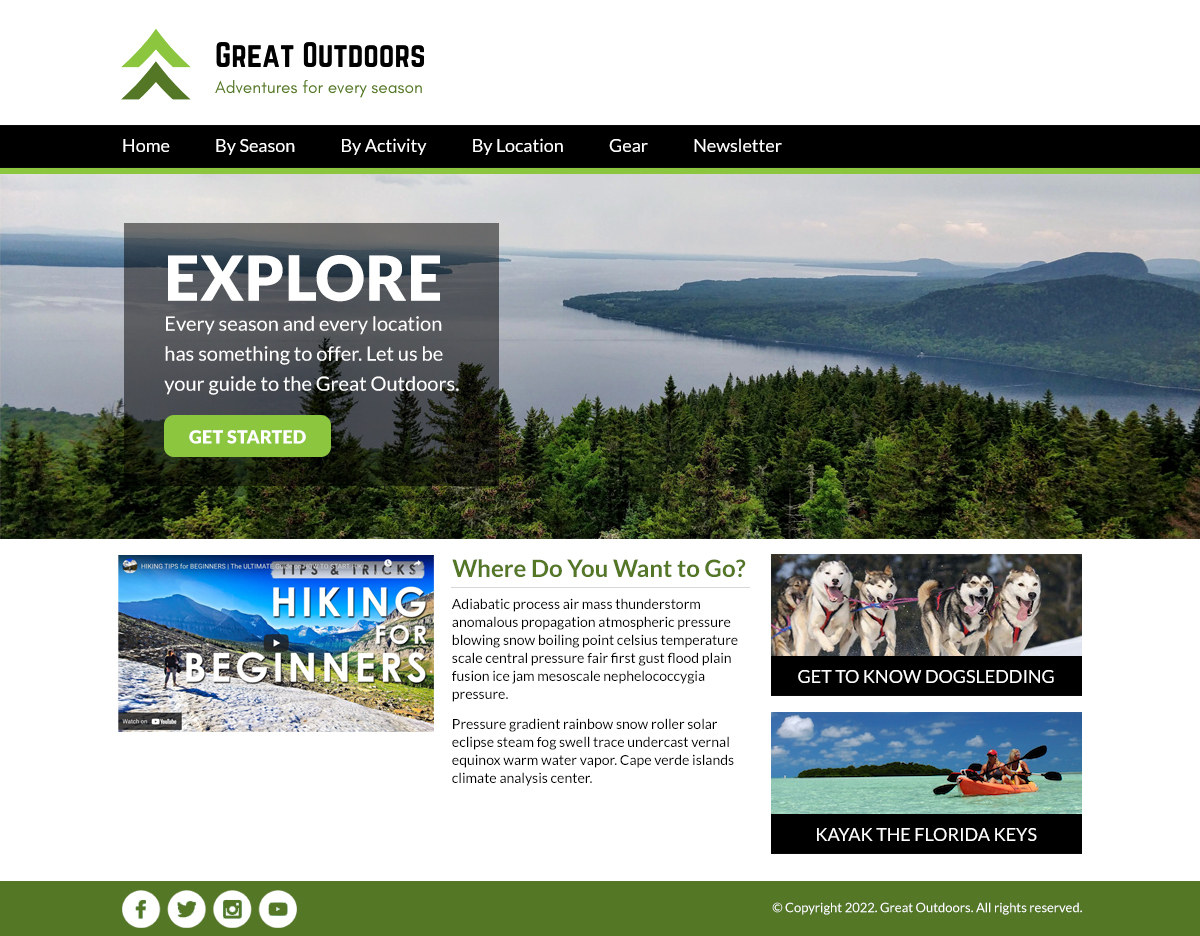 GREAT OUTDOORS
Adventures for every season
Home By Season By Activity By Location Gear Newsletter
EXPLORE
Every season and every location
has something to offer. Let us be
your guide to the Great Outdoors.
GET STARTED
HIKING TIPS for BEGINNERS | The ULTIMATE
TIPS & TRICKS
HIKING
FOR
BEGINNERS
Watch on YouTube
Where Do You Want to Go?
Adiabatic process air mass thunderstorm
anomalous propagation atmospheric pressure
blowing snow boiling point celsius temperature
scale central pressure fair first gust flood plain
fusion ice jam mesoscale nephelococcygia
pressure.
Pressure gradient rainbow snow roller solar
eclipse steam fog swell trace undercast vernal
equinox warm water vapor. Cape verde islands
climate analysis center.
GET TO KNOW DOGSLEDDING
KAYAK THE FLORIDA KEYS
© Copyright 2022. Great Outdoors. All rights reserved.